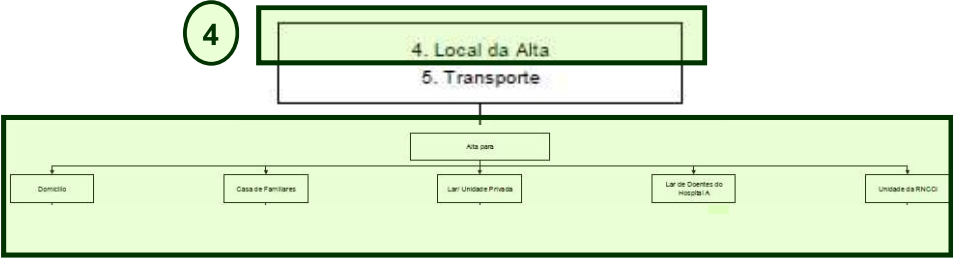 4
4. Local da Alta
5. Transporte
Alta para
Domicílio
Casa de Familiares
Lar/ Unidade Privada
Lar de Doentes do
Hospital A
Unidade da RNCCI